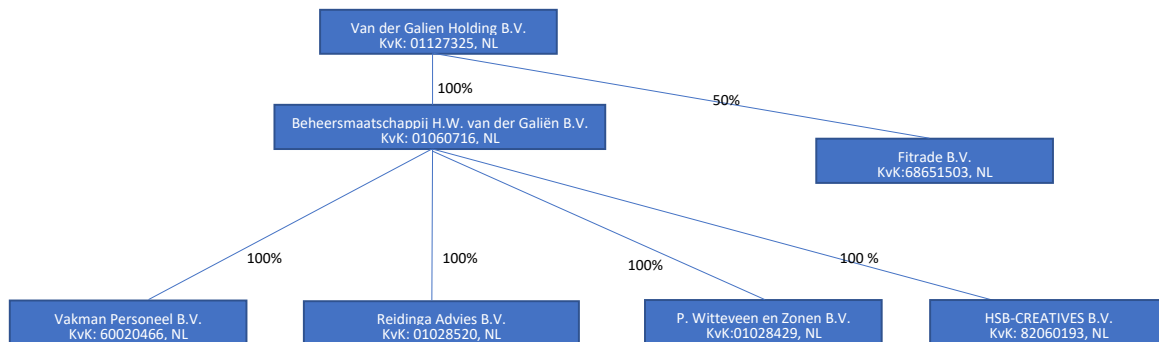 Van der Galien Holding B.V.
KvK: 01127325, NL
100%
50%
Beheersmaatschappij H.W. van der Galiën B.V.
KvK: 01060716, NL
Fitrade B.V.
KvK:68651503, NL
100%
100%
100%
100 %
Vakman Personeel B.V.
KvK: 60020466, NL
Reidinga Advies B.V.
KvK: 01028520, NL
P. Witteveen en Zonen B.V.
KvK:01028429, NL
HSB-CREATIVES B.V.
KvK: 82060193, NL